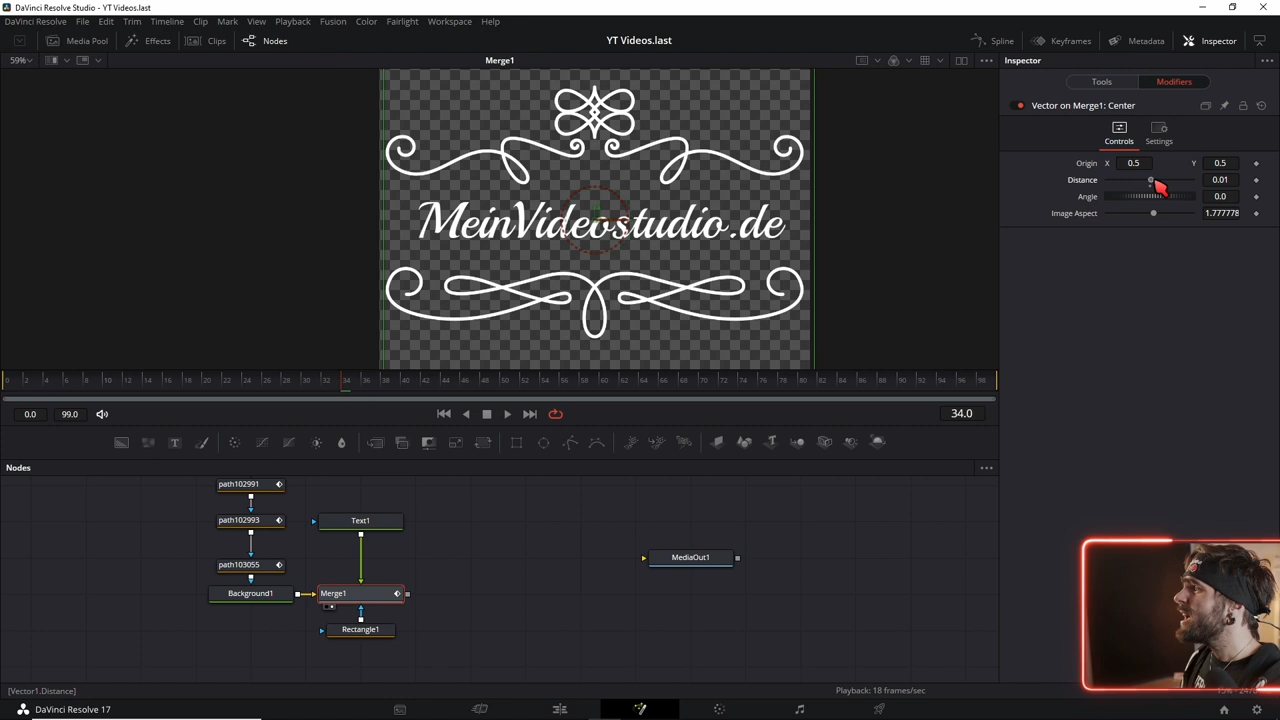 DaVinci Resolve Studio - YT Videos.last
DaVinci Resolve File Edit Trim Timeline Clip Mark View Playback Fusion Color Fairlight Workspace Help
Media Pool Effects Clips Nodes YT Videos.last Spline Keyframes Metadata Inspector
59% Merge1 Inspector
Tools Modifiers
Vector on Merge1: Center
Controls Settings
Origin X 0.5 Y 0.5
Distance 0.01
Angle 0.0
Image Aspect 1.777778
MeinVideostudio.de
0 2 4 6 8 10 12 14 16 18 20 22 24 26 28 30 32 34 36 38 40 42 44 46 48 50 52 54 56 58 60 62 64 66 68 70 72 74 76 78 80 82 84 86 88 90 92 94 96 98
0.0 99.0 34.0
Nodes
path102991
path102993 Text1
path103055 MediaOut1
Background1 Merge1
Rectangle1
[Vector1.Distance] Playback: 18 frames/sec
DaVinci Resolve 17